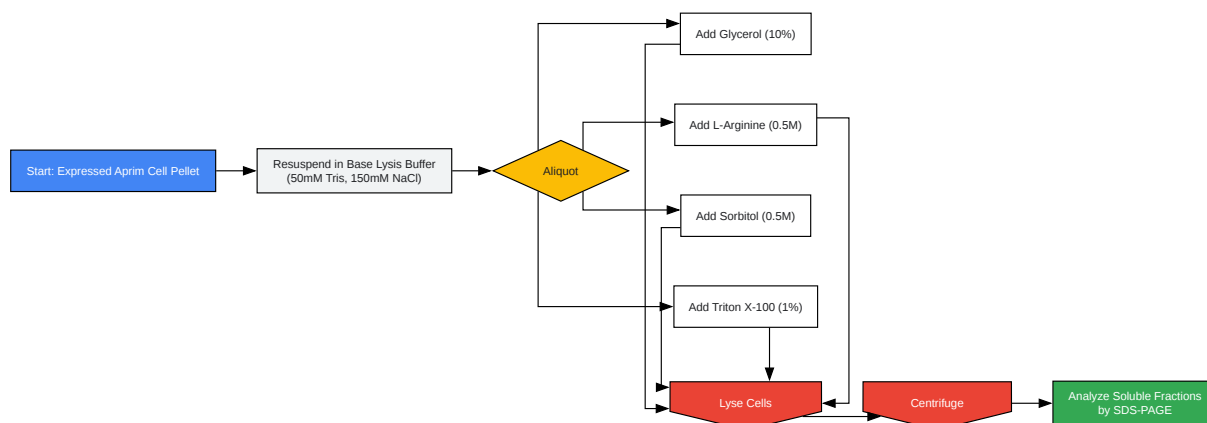 Start: Expressed Aprim Cell Pellet
Resuspend in Base Lysis Buffer
(50mM Tris, 150mM NaCl)
Aliquot
Add Glycerol (10%)
Add L-Arginine (0.5M)
Add Sorbitol (0.5M)
Add Triton X-100 (1%)
Lyse Cells
Centrifuge
Analyze Soluble Fractions
by SDS-PAGE